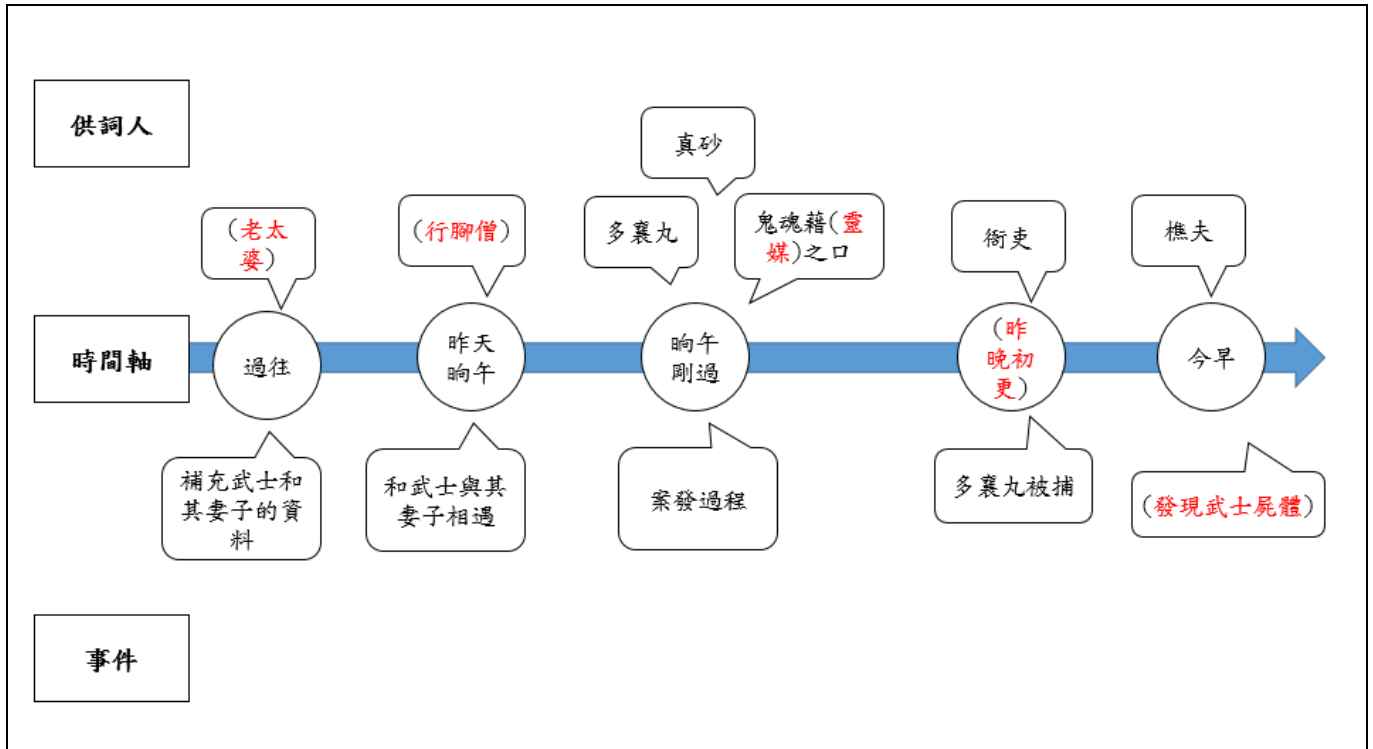 供詞人
(老太
婆)
(行腳僧)
多襄丸
真砂
鬼魂藉(靈
媒)之口
衙吏
樵夫
時間軸
過往
昨天
晌午
晌午
剛過
(昨
晚初
更)
今早
補充武士和
其妻子的資
料
和武士與其
妻子相遇
案發過程
多襄丸被捕
(發現武士屍體)
事件